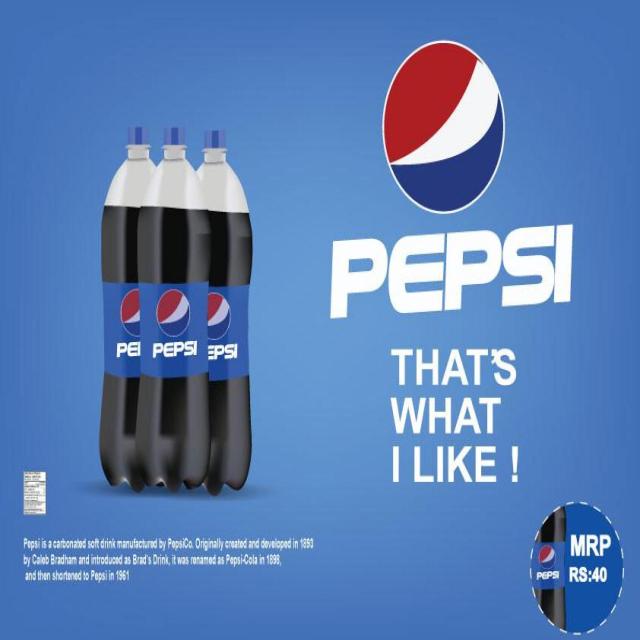 PEPSI
THAT'S
WHAT
I LIKE !
PEPSI
PEPSI
PEPSI
Pepsi is a carbonated soft drink manufactured by PepsiCo. Originally created and developed in 1893
by Caleb Bradham and introduced as Brad's Drink, it was renamed as Pepsi-Cola in 1898,
and then shortened to Pepsi in 1961
MRP
PEPSI RS:40